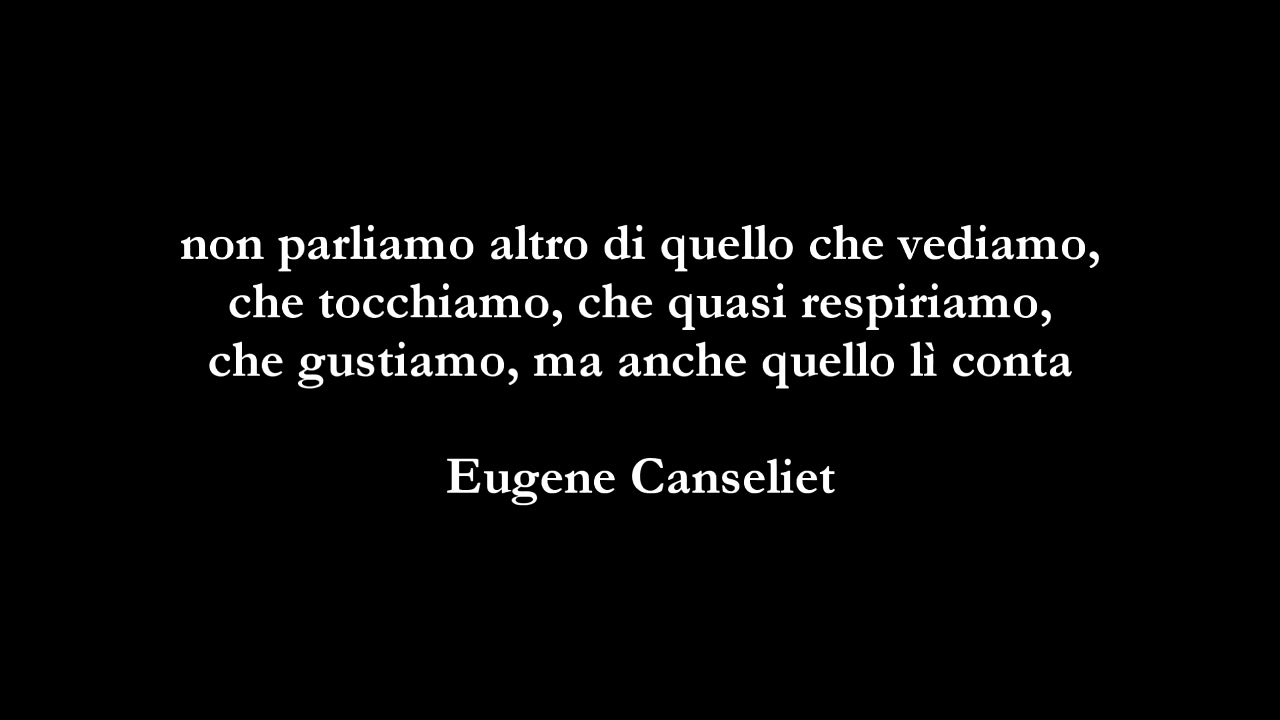 non parliamo altro di quello che vediamo,
che tocchiamo, che quasi respiriamo,
che gustiamo, ma anche quello lì conta
Eugene Canseliet